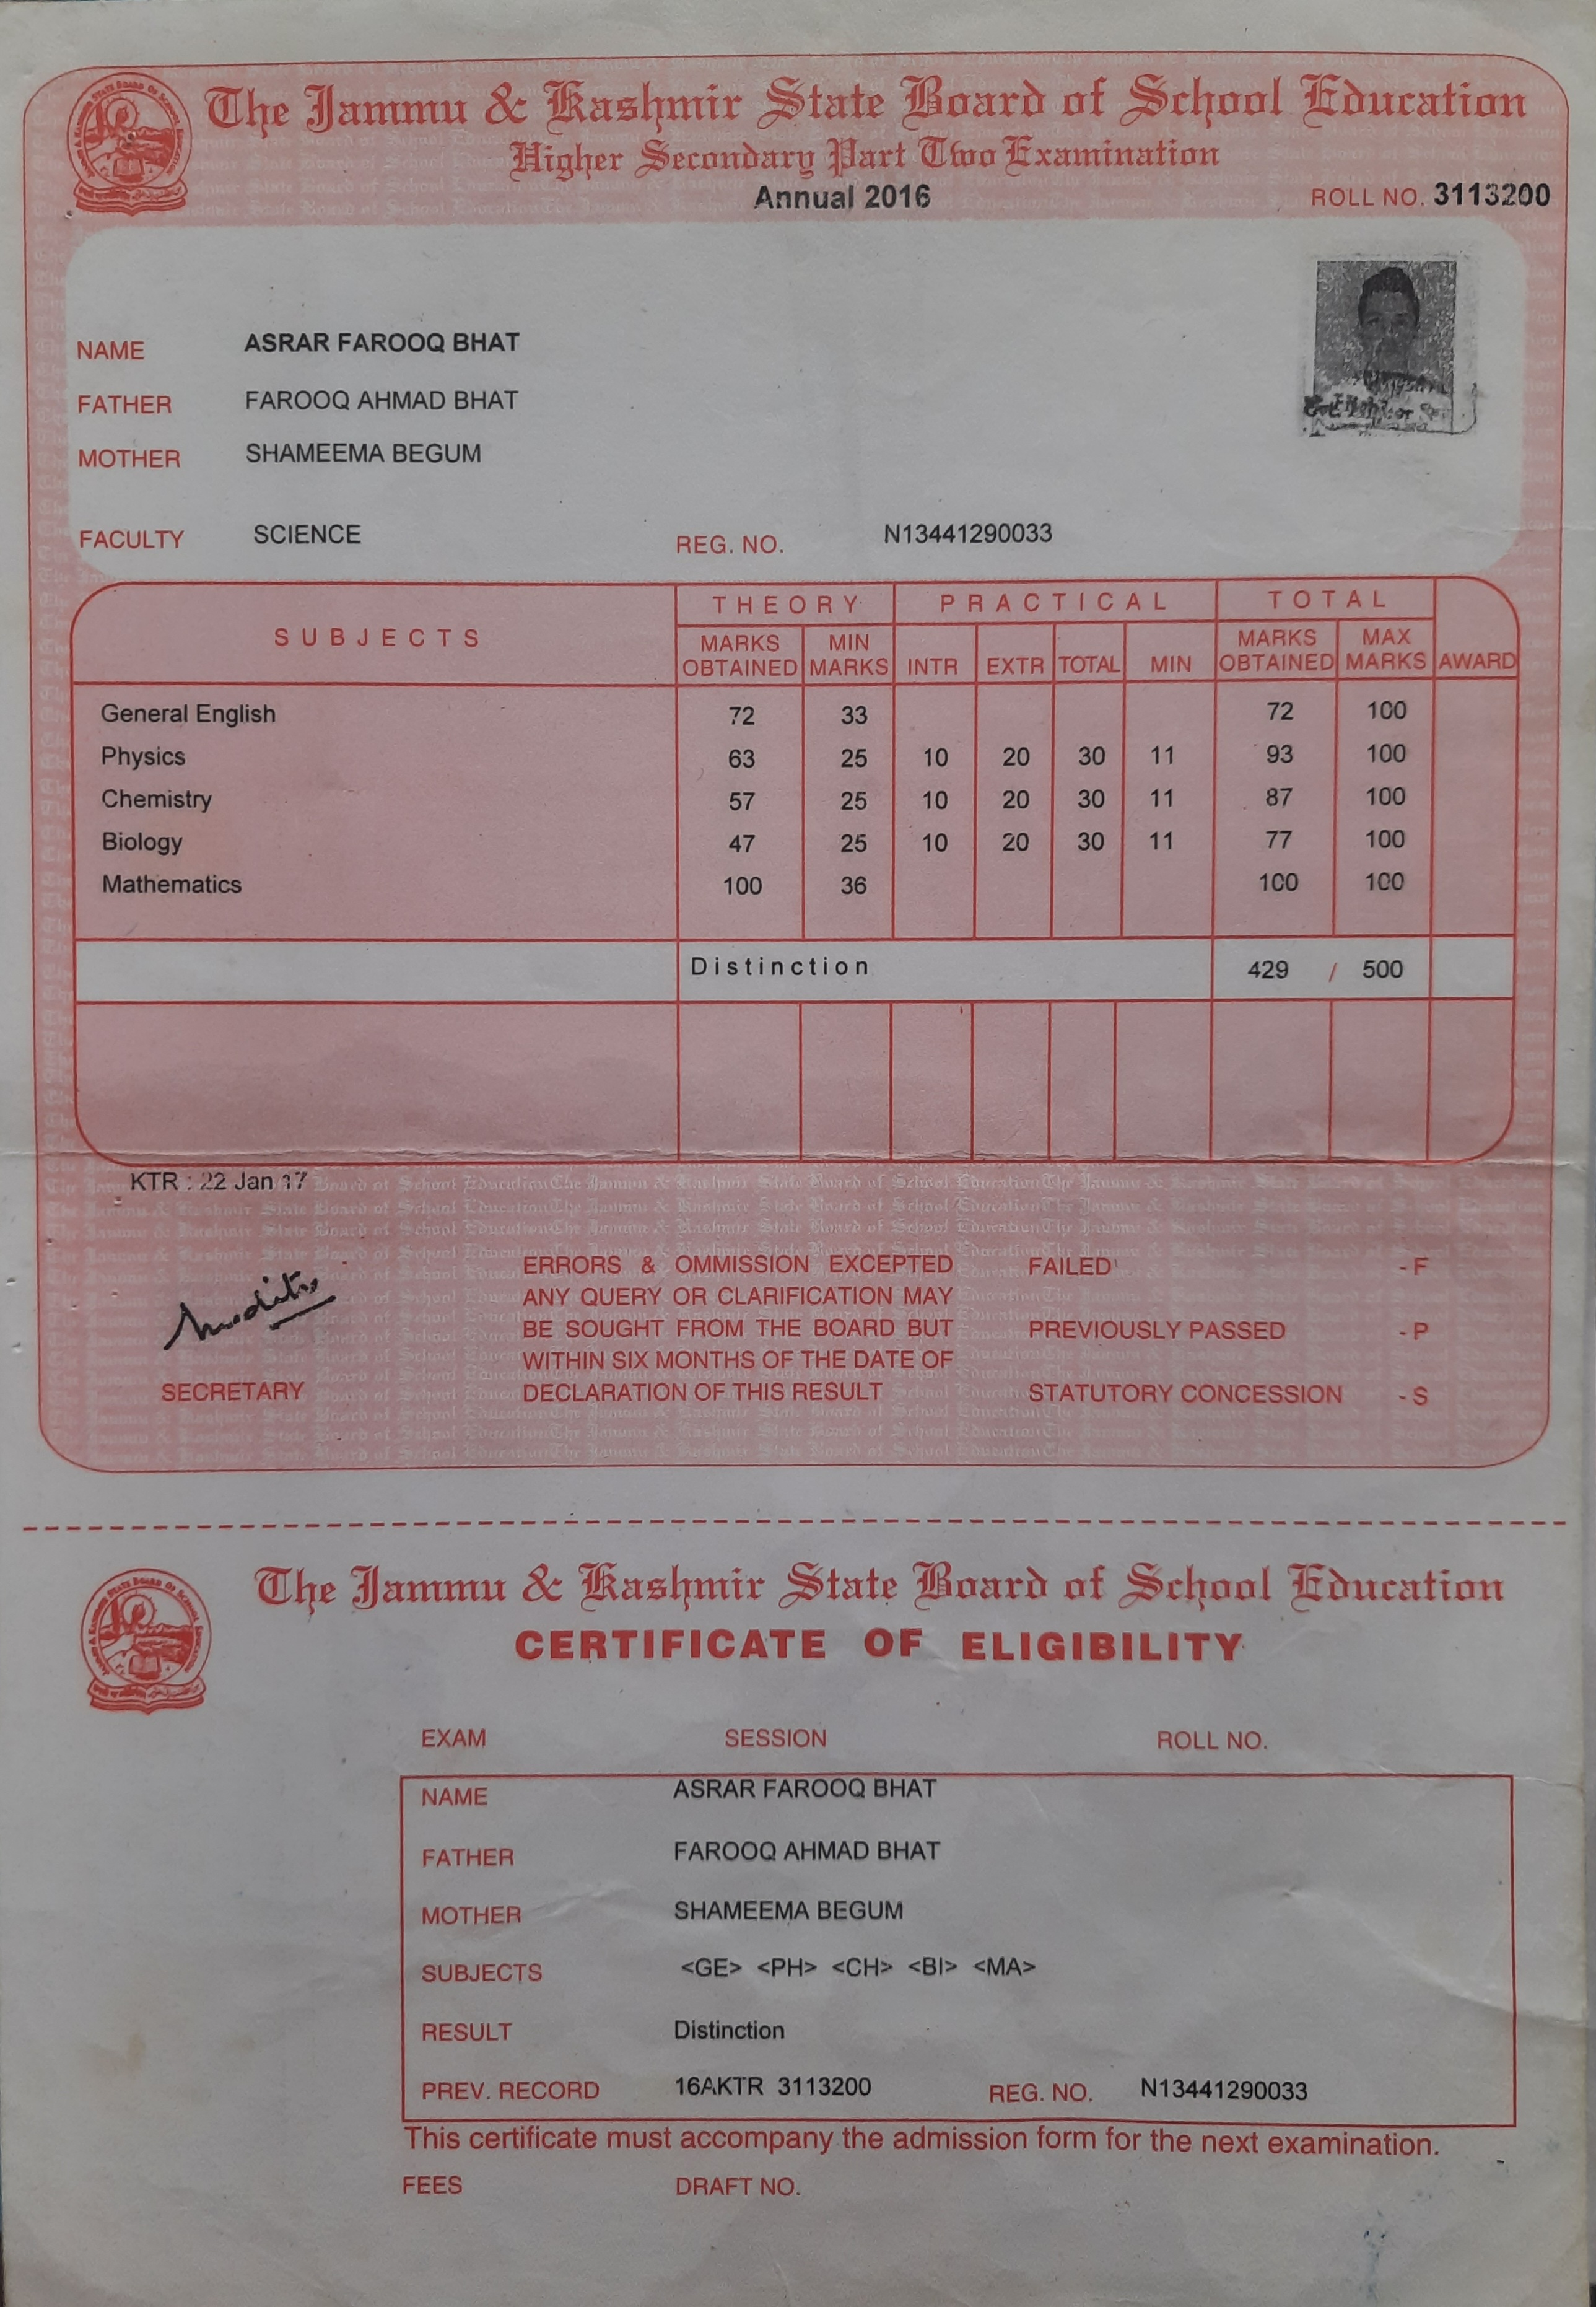 The Jammu & Kashmir State Board of School Education
Higher Secondary Part Two Examination
Annual 2016
ROLL NO. 3113200
NAME ASRAR FAROOQ BHAT
FATHER FAROOQ AHMAD BHAT
MOTHER SHAMEEMA BEGUM
FACULTY SCIENCE REG. NO. N13441290033
SUBJECTS THEORY PRACTICAL TOTAL
MARKS OBTAINED MIN MARKS INTR EXTR TOTAL MIN MARKS OBTAINED MAX MARKS AWARD
General English 72 33 72 100
Physics 63 25 10 20 30 11 93 100
Chemistry 57 25 10 20 30 11 87 100
Biology 47 25 10 20 30 11 77 100
Mathematics 100 36 100 100
Distinction 429 / 500
KTR : 22 Jan 17
ERRORS & OMMISSION EXCEPTED FAILED - F
ANY QUERY OR CLARIFICATION MAY
BE SOUGHT FROM THE BOARD BUT PREVIOUSLY PASSED - P
WITHIN SIX MONTHS OF THE DATE OF
SECRETARY DECLARATION OF THIS RESULT STATUTORY CONCESSION - S
The Jammu & Kashmir State Board of School Education
CERTIFICATE OF ELIGIBILITY
EXAM SESSION ROLL NO.
NAME ASRAR FAROOQ BHAT
FATHER FAROOQ AHMAD BHAT
MOTHER SHAMEEMA BEGUM
SUBJECTS <GE> <PH> <CH> <BI> <MA>
RESULT Distinction
PREV. RECORD 16AKTR 3113200 REG. NO. N13441290033
This certificate must accompany the admission form for the next examination.
FEES DRAFT NO.